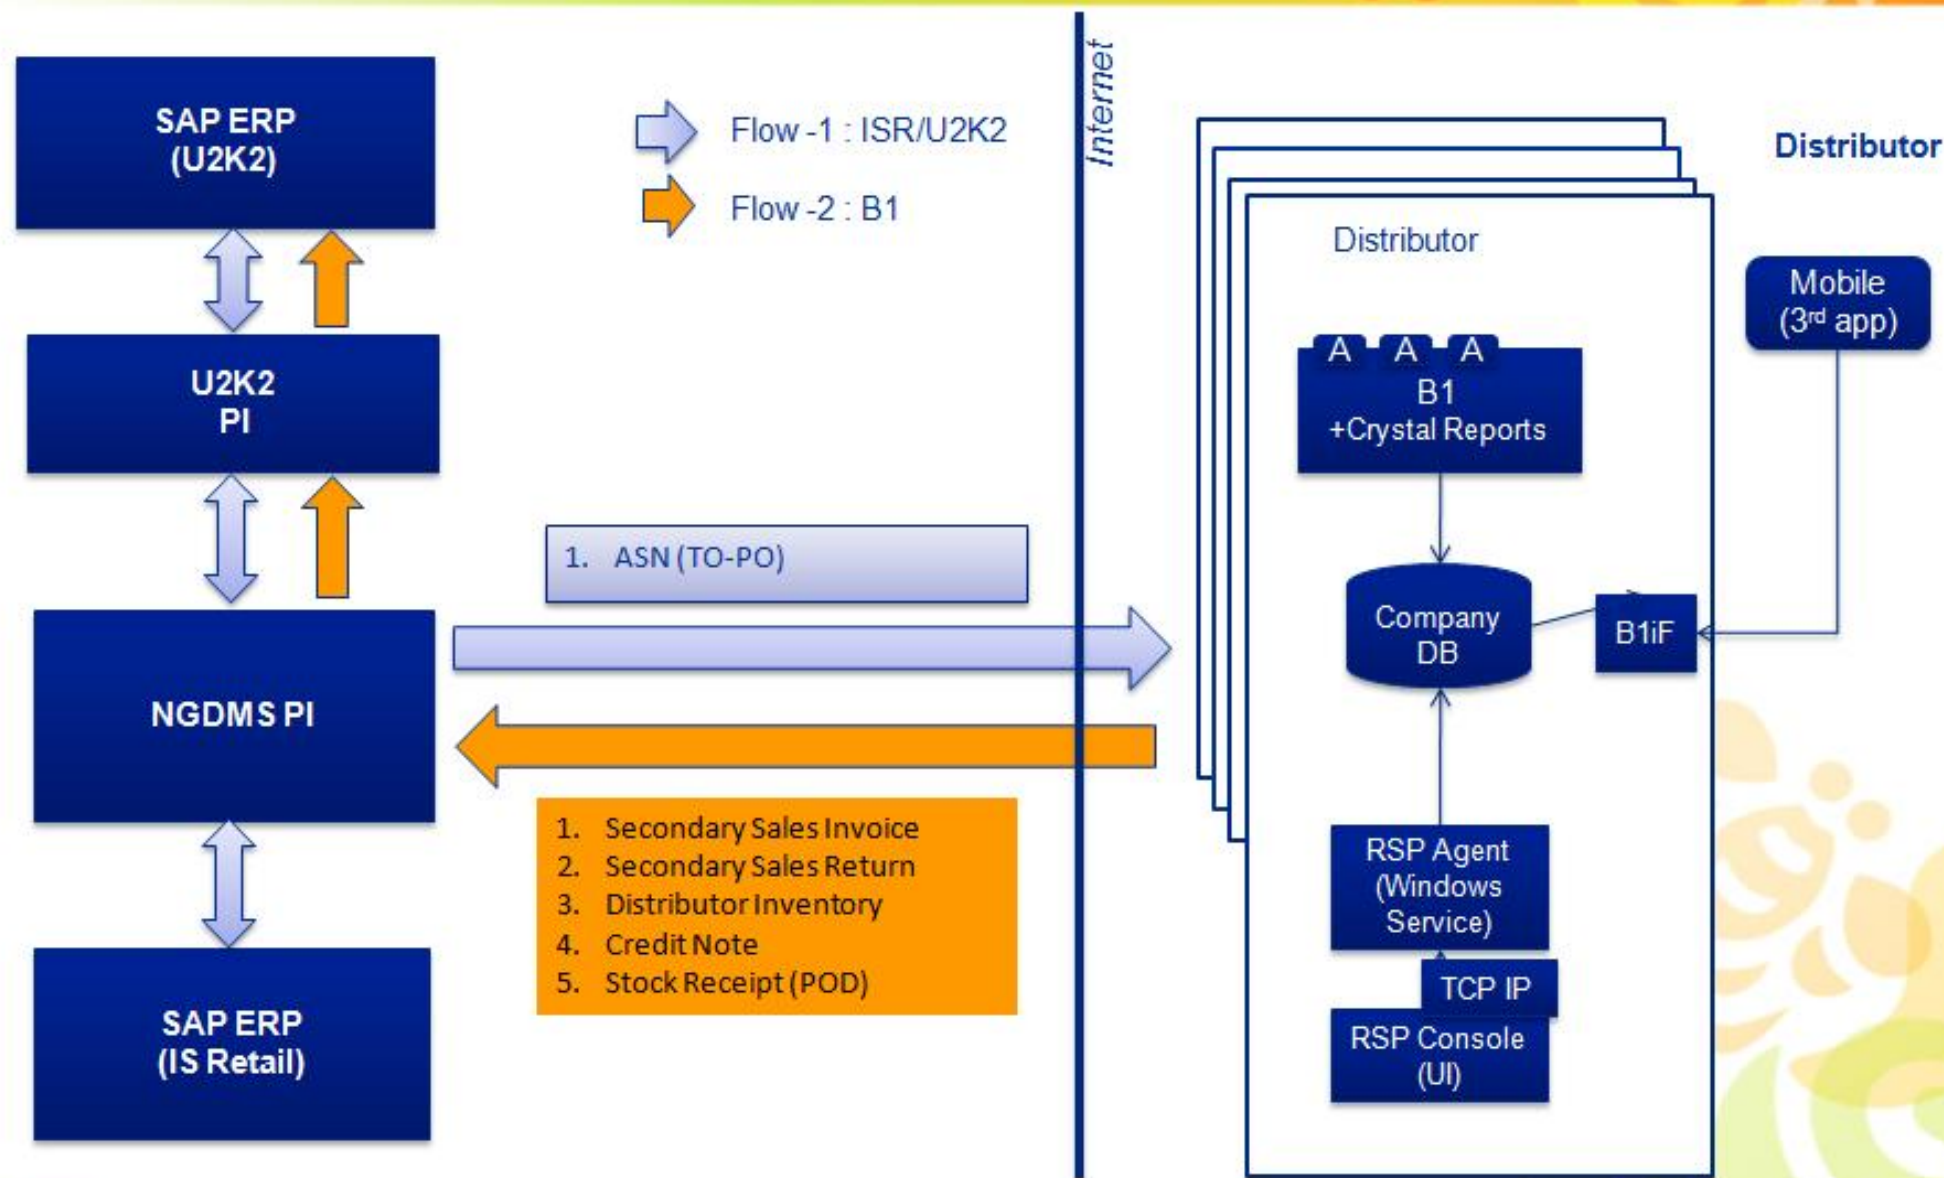 SAP ERP
(U2K2)
U2K2
PI
NGDMS PI
SAP ERP
(IS Retail)
Flow -1 : ISR/U2K2
Flow -2 : B1
1. ASN (TO-PO)
1. Secondary Sales Invoice
2. Secondary Sales Return
3. Distributor Inventory
4. Credit Note
5. Stock Receipt (POD)
Internet
Distributor
Distributor
Mobile
(3rd app)
A A A
B1
+Crystal Reports
Company
DB
B1iF
RSP Agent
(Windows
Service)
TCP IP
RSP Console
(UI)